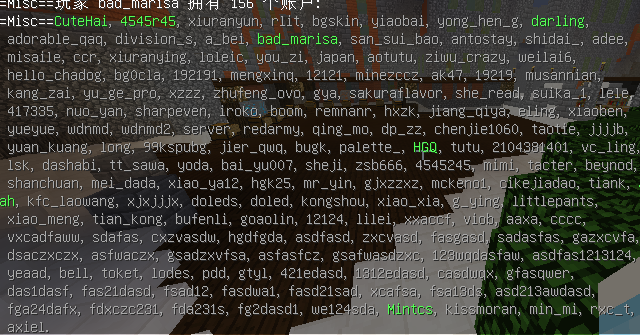 =Misc=玩家 bad_marisa 拥有 156 个账户:
=Misc=CuteHai, 4545r45, xiuranyun, rlit, bgskin, yiaobai, yong_hen_g, darling,
adorable_qaq, division_s, a_bei, bad_marisa, san_sui_bao, antostay, shidai_, adee,
misaile, ccr, xiuranying, loleic, you_zi, japan, aotutu, ziwu_crazy, weilai6,
hello_chadog, bg0cla, 192191, mengxinq, 12121, minezccz, ak47, 19219, musannian,
kang_zai, yu_ge_pro, xzzz, zhufeng_ovo, gya, sakuraflavor, she_read, suika_1, lele,
417335, nuo_yan, sharpeven, iroko, boom, remnanr, hxzk, jiang_qiya, eling, xiaoben,
yueyue, wdnmd, wdnmd2, server, redarmy, qing_mo, dp_zz, chenjie1060, taotie, jjjjb,
yuan_kuang, long, 99kspubg, jier_qwq, bugk, palette_, HGQ, tutu, 2104331401, vc_ling,
lsk, dashabi, tt_sawa, yoda, bai_yu007, sheji, zsb666, 4545245, mimi, tacter, beynod,
shanchuan, mei_dada, xiao_ya12, hgk25, mr_yin, gjxzzxz, mckeno1, cikejiadao, tiank,
ah, kfc_laowang, xjxjjjx, doleds, doled, kongshou, xiao_xia, g_ying, littlepants,
xiao_meng, tian_kong, bufenli, goaolin, 12124, lilei, xxaccf, viob, aaxa, cccc,
vxcadfaww, sdafas, cxzvasdw, hgdfgda, asdfasd, zxcvasd, fasgasd, sadasfas, gazxcvfa,
dsaczxczx, asfwaczx, gsadzxvfsa, asfasfcz, gsafwasdzxc, 123wqdasfaw, asdfas1213124,
yeaad, bell, toket, lodes, pdd, gtyl, 421edasd, 1312edasd, casdwqx, gfasqwer,
das1dasf, fas21dasf, fsad12, fasdwa1, fasd21sad, xcafsa, fsa13ds, asd213awdasd,
fga24dafx, fdxczc231, fda231s, fg2dasd1, we124sda, Mintcs, kissmoran, min_mi, rxc_t,
axiel.